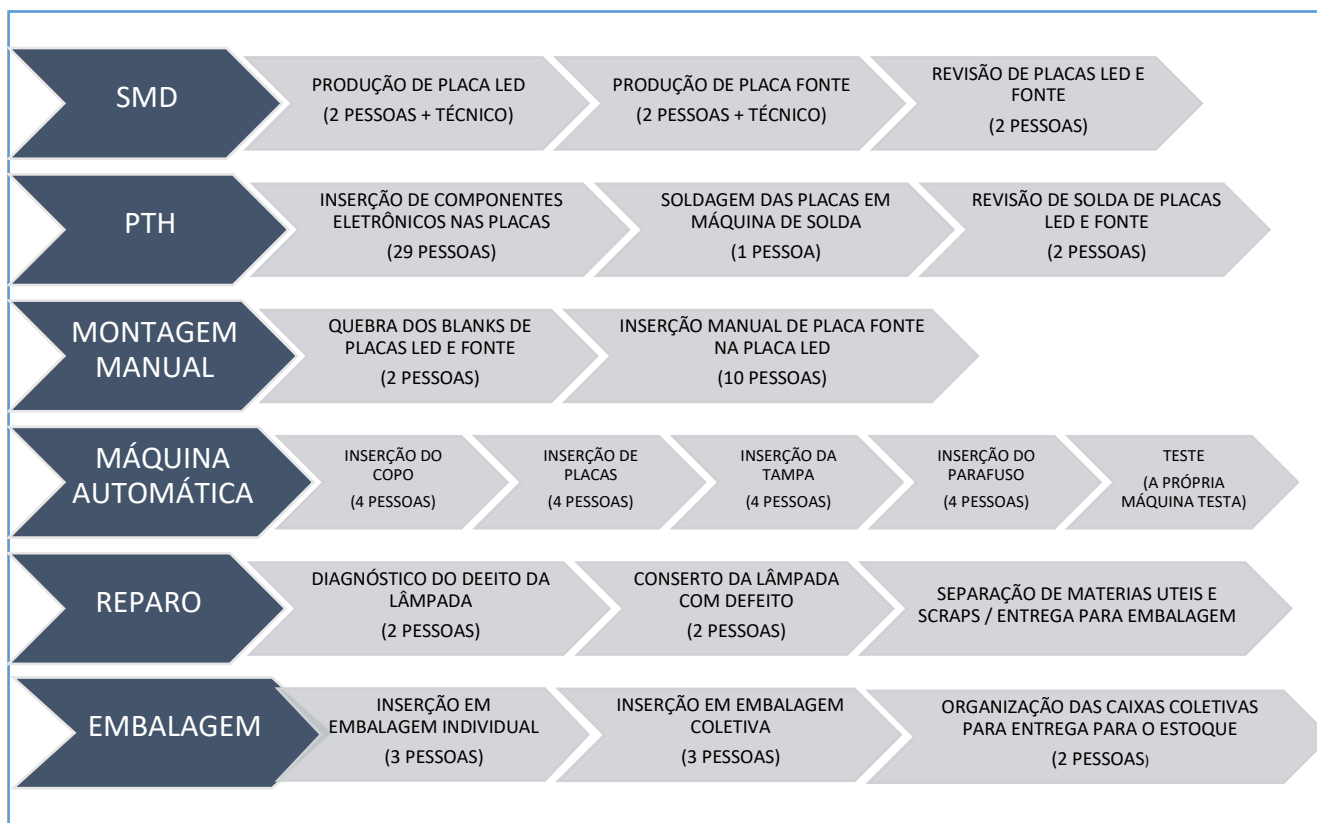 SMD
PRODUÇÃO DE PLACA LED
(2 PESSOAS + TÉCNICO)
PRODUÇÃO DE PLACA FONTE
(2 PESSOAS + TÉCNICO)
REVISÃO DE PLACAS LED E
FONTE
(2 PESSOAS)
PTH
INSERÇÃO DE COMPONENTES
ELETRÔNICOS NAS PLACAS
(29 PESSOAS)
SOLDAGEM DAS PLACAS EM
MÁQUINA DE SOLDA
(1 PESSOA)
REVISÃO DE SOLDA DE PLACAS
LED E FONTE
(2 PESSOAS)
MONTAGEM
MANUAL
QUEBRA DOS BLANKS DE
PLACAS LED E FONTE
(2 PESSOAS)
INSERÇÃO MANUAL DE PLACA FONTE
NA PLACA LED
(10 PESSOAS)
MÁQUINA
AUTOMÁTICA
INSERÇÃO DO
COPO
(4 PESSOAS)
INSERÇÃO DE
PLACAS
(4 PESSOAS)
INSERÇÃO DA
TAMPA
(4 PESSOAS)
INSERÇÃO DO
PARAFUSO
(4 PESSOAS)
TESTE
(A PRÓPRIA
MÁQUINA TESTA)
REPARO
DIAGNÓSTICO DO DEEITO DA
LÂMPADA
(2 PESSOAS)
CONSERTO DA LÂMPADA
COM DEFEITO
(2 PESSOAS)
SEPARAÇÃO DE MATERIAS UTEIS E
SCRAPS / ENTREGA PARA EMBALAGEM
EMBALAGEM
INSERÇÃO EM
EMBALAGEM INDIVIDUAL
(3 PESSOAS)
INSERÇÃO EM EMBALAGEM
COLETIVA
(3 PESSOAS)
ORGANIZAÇÃO DAS CAIXAS COLETIVAS
PARA ENTREGA PARA O ESTOQUE
(2 PESSOAS)